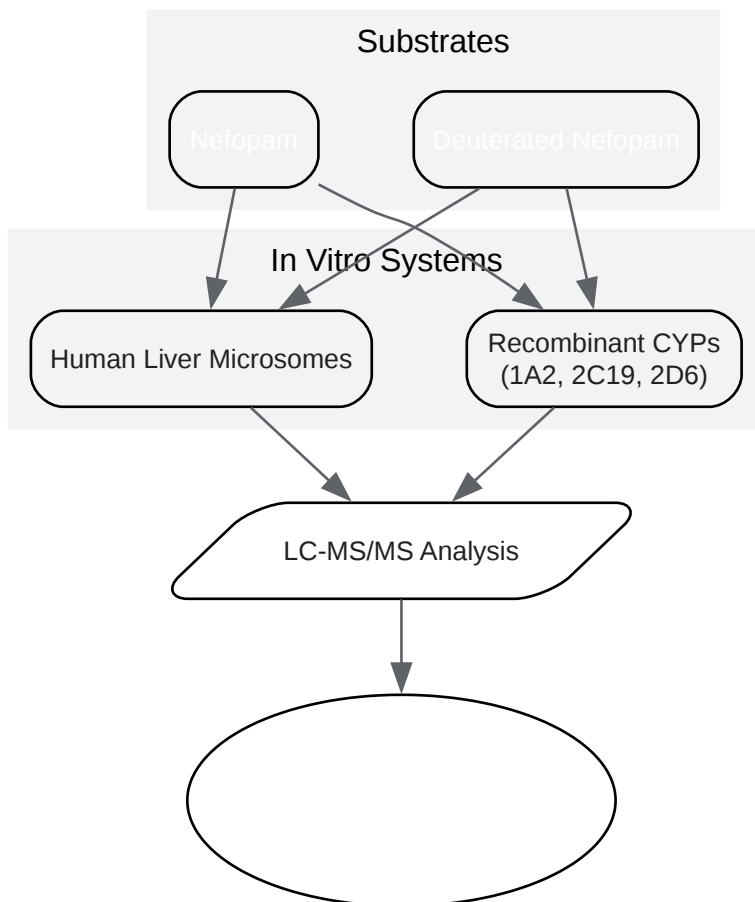 Substrates
Nefopam
Deuterated Nefopam
In Vitro Systems
Human Liver Microsomes
Recombinant CYPs
(1A2, 2C19, 2D6)
LC-MS/MS Analysis